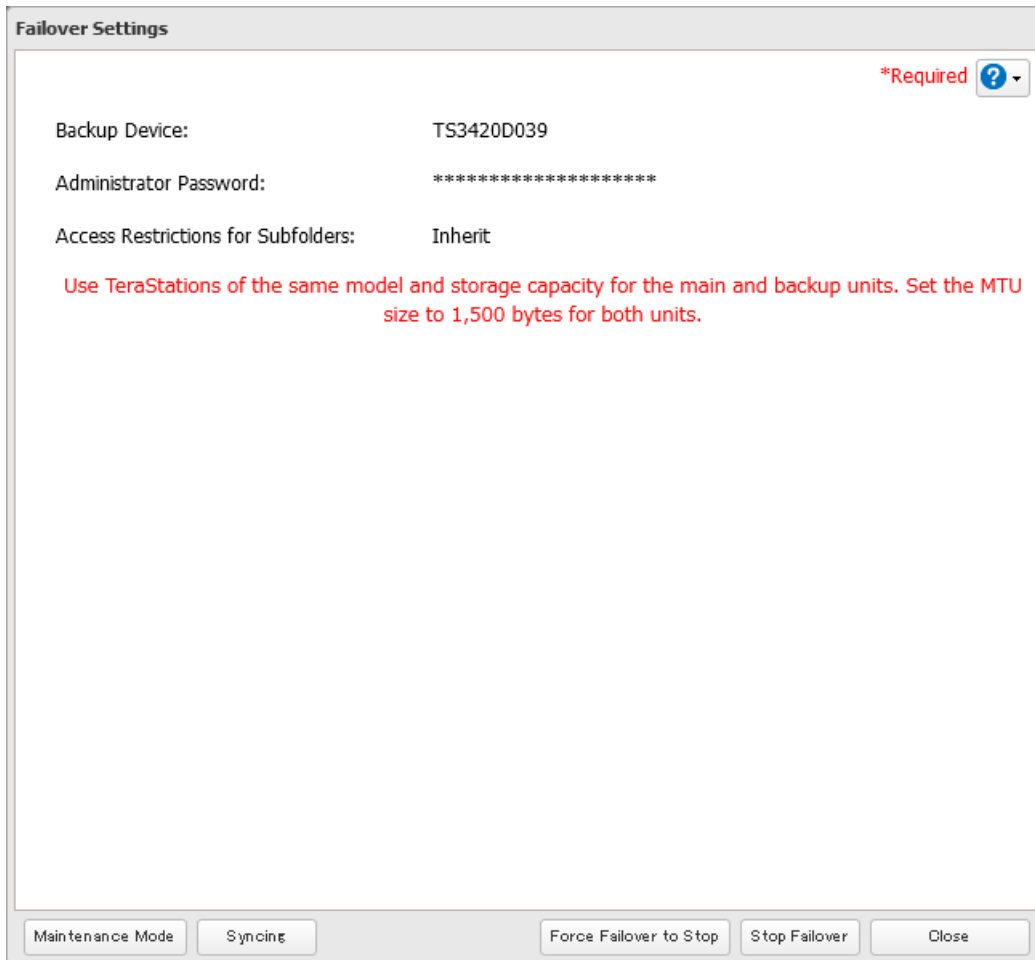 Failover Settings
*Required ?
Backup Device: TS3420D039
Administrator Password: ********************
Access Restrictions for Subfolders: Inherit
Use TeraStations of the same model and storage capacity for the main and backup units. Set the MTU
size to 1,500 bytes for both units.
Maintenance Mode Syncing Force Failover to Stop Stop Failover Close